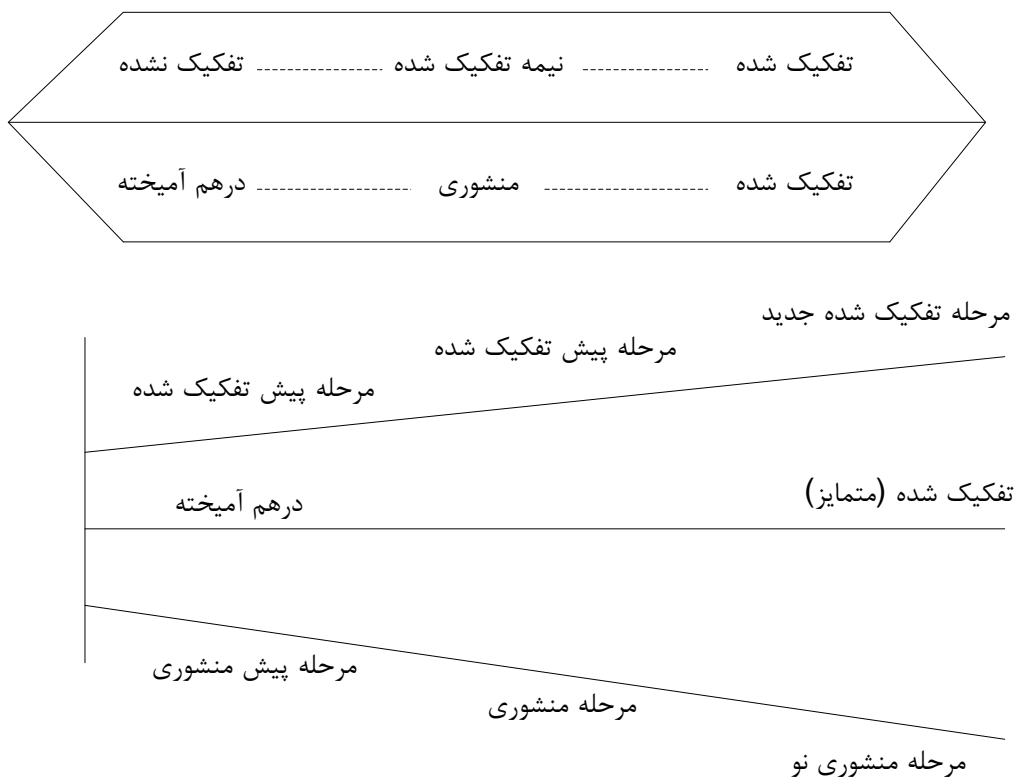 تفکیک شده ---------- نیمه تفکیک شده ---------- تفکیک نشده
تفکیک شده ---------- منشوری ---------- درهم آمیخته
مرحله تفکیک شده جدید
مرحله پیش تفکیک شده
مرحله پیش تفکیک شده
تفکیک شده (متمایز)
درهم آمیخته
مرحله پیش منشوری
مرحله منشوری
مرحله منشوری نو